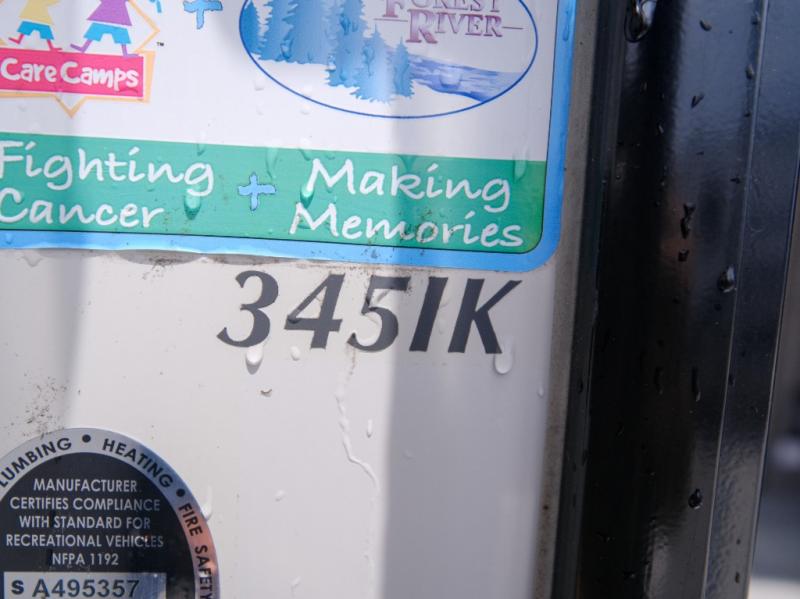 Care Camps
™
+
FOREST
RIVER
Fighting
Cancer
+
Making
Memories
345IK
PLUMBING • HEATING • FIRE SAFETY
MANUFACTURER
CERTIFIES COMPLIANCE
WITH STANDARD FOR
RECREATIONAL VEHICLES
NFPA 1192
S A495357